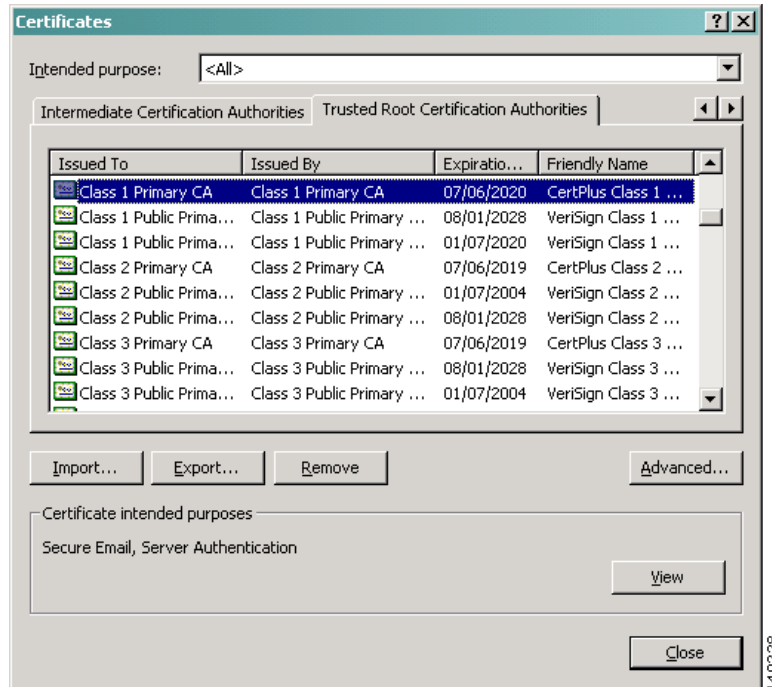 Certificates
Intended purpose: <All>
Intermediate Certification Authorities Trusted Root Certification Authorities
Issued To Issued By Expiratio... Friendly Name
Class 1 Primary CA Class 1 Primary CA 07/06/2020 CertPlus Class 1 ...
Class 1 Public Prima... Class 1 Public Primary ... 08/01/2028 VeriSign Class 1 ...
Class 1 Public Prima... Class 1 Public Primary ... 01/07/2020 VeriSign Class 1 ...
Class 2 Primary CA Class 2 Primary CA 07/06/2019 CertPlus Class 2 ...
Class 2 Public Prima... Class 2 Public Primary ... 01/07/2004 VeriSign Class 2 ...
Class 2 Public Prima... Class 2 Public Primary ... 08/01/2028 VeriSign Class 2 ...
Class 3 Primary CA Class 3 Primary CA 07/06/2019 CertPlus Class 3 ...
Class 3 Public Prima... Class 3 Public Primary ... 08/01/2028 VeriSign Class 3 ...
Class 3 Public Prima... Class 3 Public Primary ... 01/07/2004 VeriSign Class 3 ...
Import... Export... Remove Advanced...
Certificate intended purposes
Secure Email, Server Authentication
View
Close